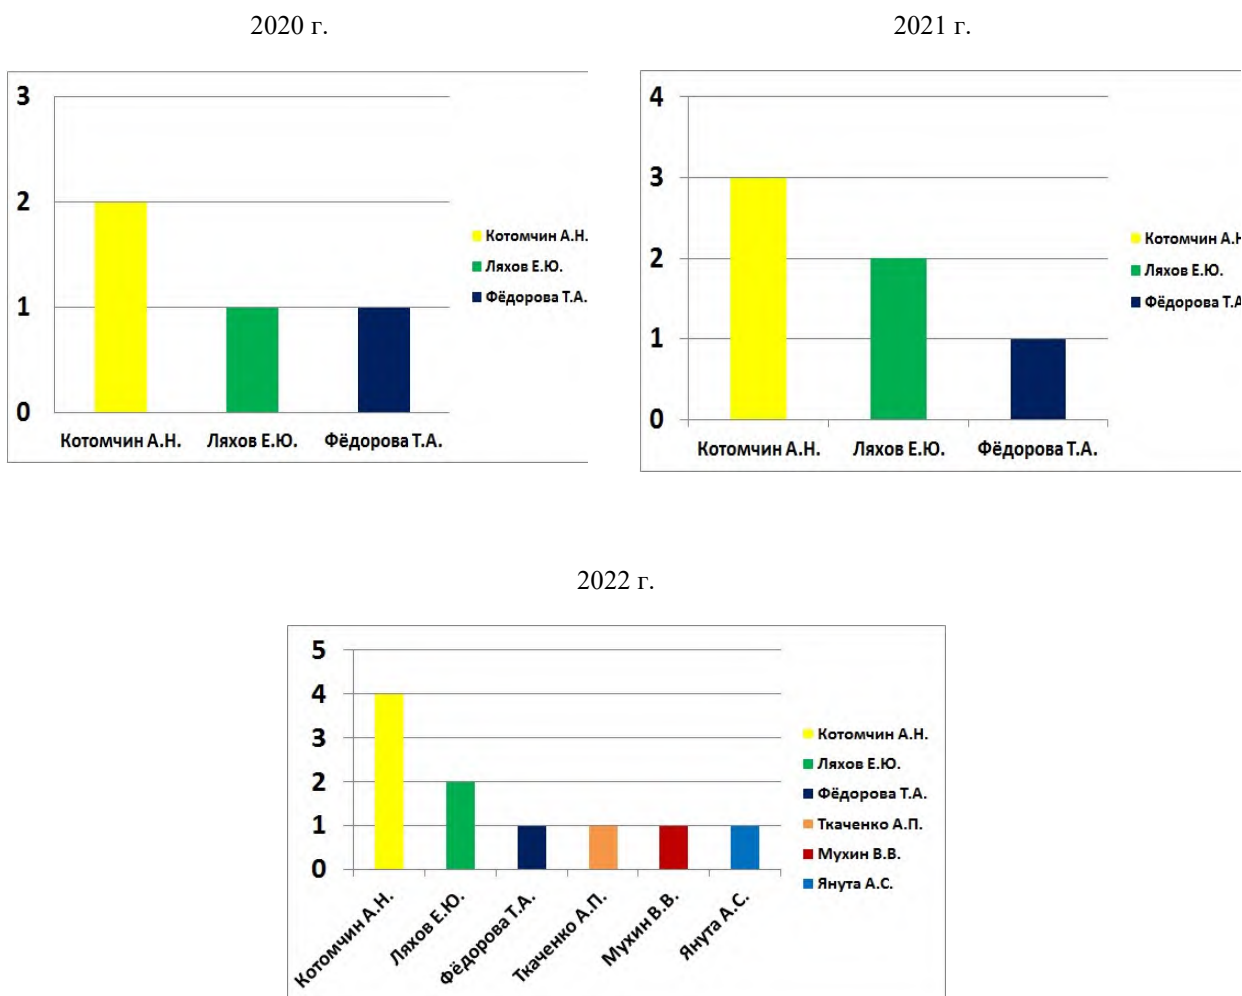 2020 г.
3
2
1
0
Котомчин А.Н.
Ляхов Е.Ю.
Фёдорова Т.А.
Котомчин А.Н.
Ляхов Е.Ю.
Фёдорова Т.А.
2021 г.
4
3
2
1
0
Котомчин А.Н.
Ляхов Е.Ю.
Фёдорова Т.А.
Котомчин А.Н
Ляхов Е.Ю.
Фёдорова Т.А
2022 г.
5
4
3
2
1
0
Котомчин А.Н.
Ляхов Е.Ю.
Фёдорова Т.А.
Ткаченко А.П.
Мухин В.В.
Янута А.С.
Котомчин А.Н.
Ляхов Е.Ю.
Фёдорова Т.А.
Ткаченко А.П.
Мухин В.В.
Янута А.С.